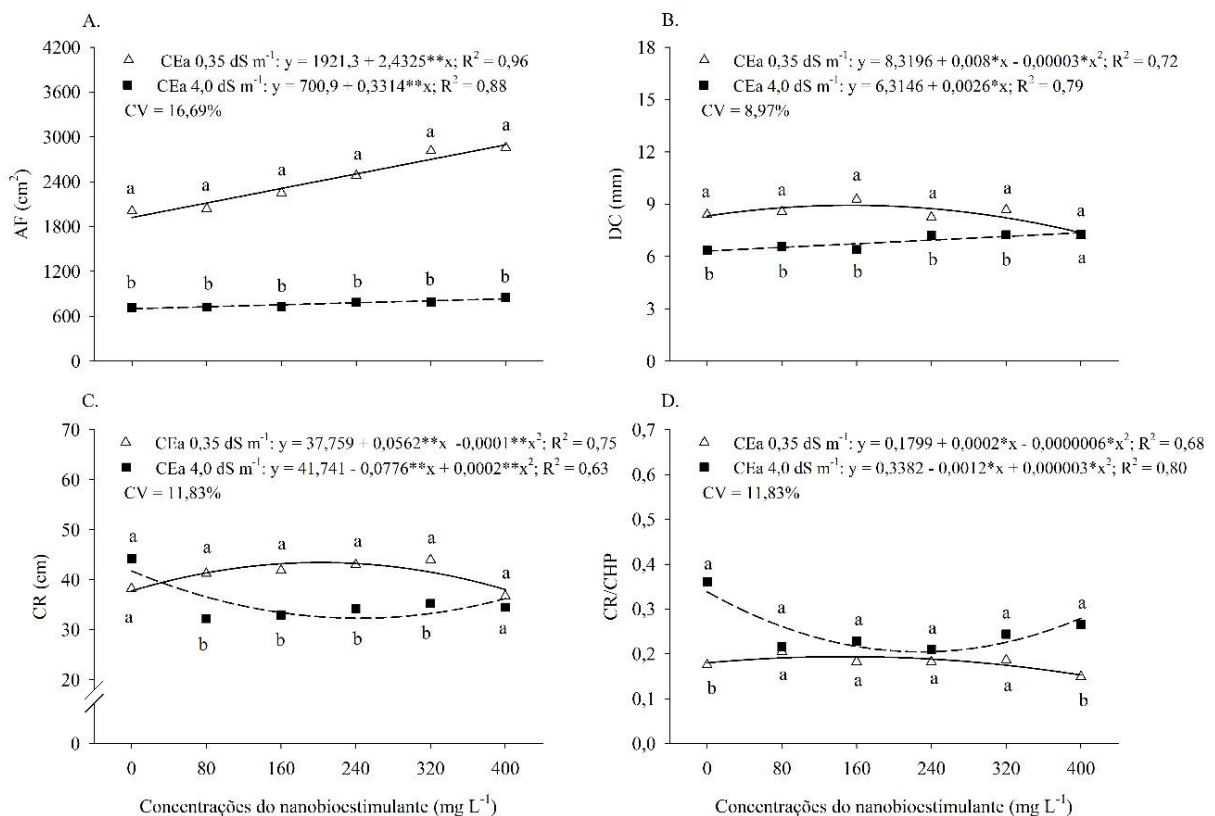 A.
4200
3600
3000
2400
1800
1200
600
0
AF (cm²)
△ CEa 0,35 dS m⁻¹: y = 1921,3 + 2,4325**x; R² = 0,96
■ CEa 4,0 dS m⁻¹: y = 700,9 + 0,3314**x; R² = 0,88
CV = 16,69%
a a a a a a
b b b b b b
B.
18
15
12
9
6
3
0
DC (mm)
△ CEa 0,35 dS m⁻¹: y = 8,3196 + 0,008*x - 0,00003*x²; R² = 0,72
■ CEa 4,0 dS m⁻¹: y = 6,3146 + 0,0026*x; R² = 0,79
CV = 8,97%
a a a a a a
b b b b b a
C.
70
60
50
40
30
20
0
CR (cm)
△ CEa 0,35 dS m⁻¹: y = 37,759 + 0,0562**x -0,0001**x²; R² = 0,75
■ CEa 4,0 dS m⁻¹: y = 41,741 - 0,0776**x + 0,0002**x²; R² = 0,63
CV = 11,83%
a a a a a a
a b b b b a
0 80 160 240 320 400
Concentrações do nanobioestimulante (mg L⁻¹)
D.
0,7
0,6
0,5
0,4
0,3
0,2
0,1
0,0
CR/CHP
△ CEa 0,35 dS m⁻¹: y = 0,1799 + 0,0002*x - 0,0000006*x²; R² = 0,68
■ CEa 4,0 dS m⁻¹: y = 0,3382 - 0,0012*x + 0,000003*x²; R² = 0,80
CV = 11,83%
a a a a a a
b a a a a b
0 80 160 240 320 400
Concentrações do nanobioestimulante (mg L⁻¹)